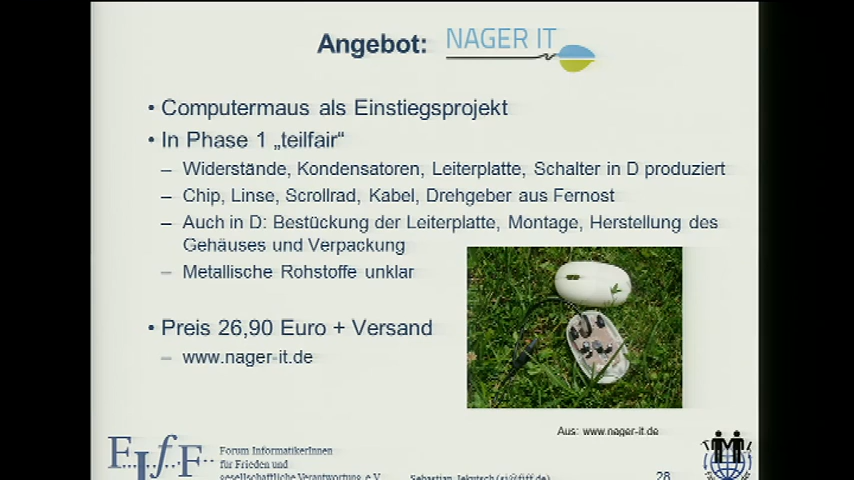 Angebot: NAGER IT
• Computermaus als Einstiegsprojekt
• In Phase 1 „teilfair“
– Widerstände, Kondensatoren, Leiterplatte, Schalter in D produziert
– Chip, Linse, Scrollrad, Kabel, Drehgeber aus Fernost
– Auch in D: Bestückung der Leiterplatte, Montage, Herstellung des
Gehäuses und Verpackung
– Metallische Rohstoffe unklar
• Preis 26,90 Euro + Versand
– www.nager-it.de
Aus: www.nager-it.de
F..I..f..F..
Forum InformatikerInnen
für Frieden und
gesellschaftliche Verantwortung e.V.
Sebastian Jekutsch (sj@fiff.de)
28